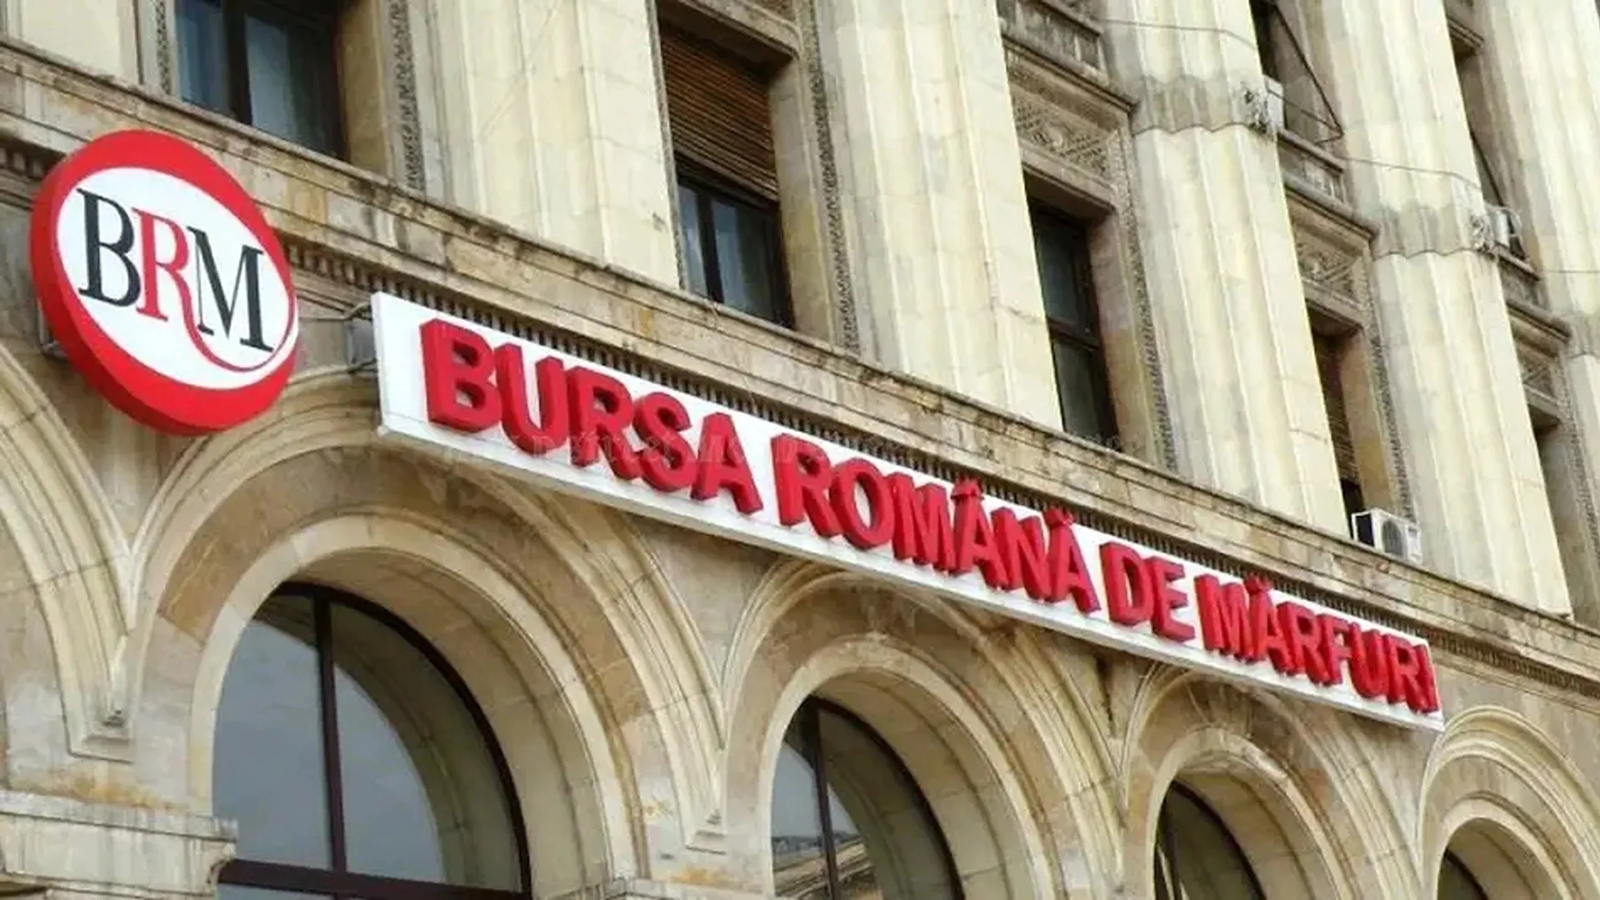 BRM
BURSA ROMÂNĂ DE MĂRFURI